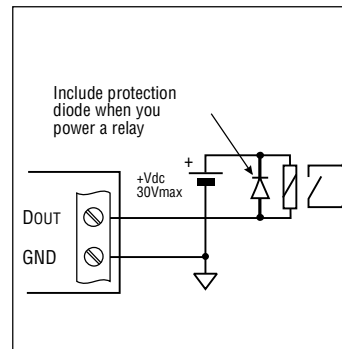 Include protection
diode when you
power a relay
+
+Vdc
30Vmax
DOUT
GND